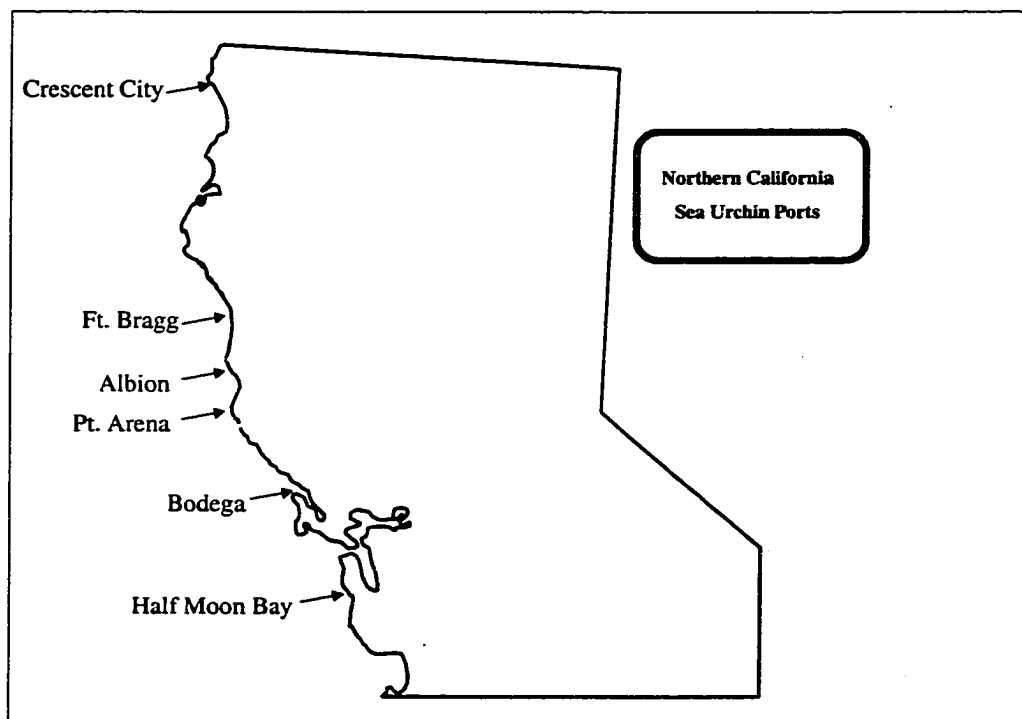 Crescent City
Northern California
Sea Urchin Ports
Ft. Bragg
Albion
Pt. Arena
Bodega
Half Moon Bay